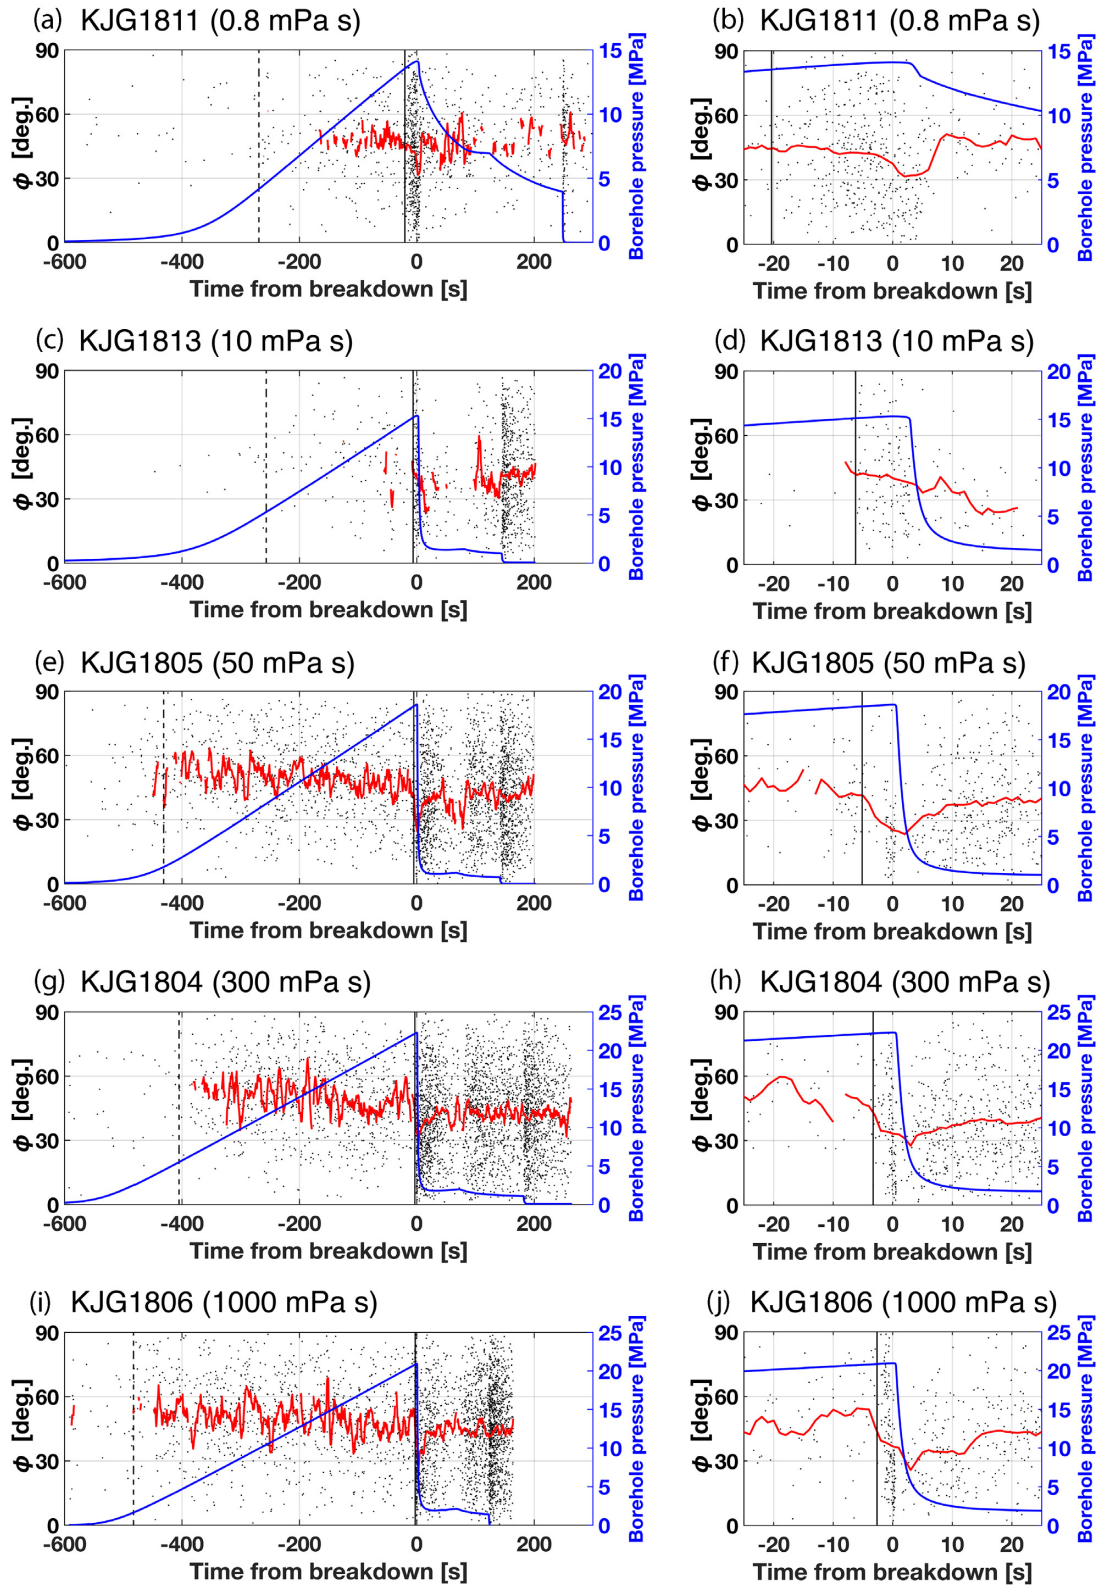 (a) KJG1811 (0.8 mPa s)
90
60
30
0
ϕ [deg.]
15
10
5
0
Borehole pressure [MPa]
-600 -400 -200 0 200
Time from breakdown [s]
(b) KJG1811 (0.8 mPa s)
90
60
30
0
ϕ [deg.]
15
10
5
0
Borehole pressure [MPa]
-20 -10 0 10 20
Time from breakdown [s]
(c) KJG1813 (10 mPa s)
90
60
30
0
ϕ [deg.]
20
15
10
5
0
Borehole pressure [MPa]
-600 -400 -200 0 200
Time from breakdown [s]
(d) KJG1813 (10 mPa s)
90
60
30
0
ϕ [deg.]
20
15
10
5
0
Borehole pressure [MPa]
-20 -10 0 10 20
Time from breakdown [s]
(e) KJG1805 (50 mPa s)
90
60
30
0
ϕ [deg.]
20
15
10
5
0
Borehole pressure [MPa]
-600 -400 -200 0 200
Time from breakdown [s]
(f) KJG1805 (50 mPa s)
90
60
30
0
ϕ [deg.]
20
15
10
5
0
Borehole pressure [MPa]
-20 -10 0 10 20
Time from breakdown [s]
(g) KJG1804 (300 mPa s)
90
60
30
0
ϕ [deg.]
25
20
15
10
5
0
Borehole pressure [MPa]
-600 -400 -200 0 200
Time from breakdown [s]
(h) KJG1804 (300 mPa s)
90
60
30
0
ϕ [deg.]
25
20
15
10
5
0
Borehole pressure [MPa]
-20 -10 0 10 20
Time from breakdown [s]
(i) KJG1806 (1000 mPa s)
90
60
30
0
ϕ [deg.]
25
20
15
10
5
0
Borehole pressure [MPa]
-600 -400 -200 0 200
Time from breakdown [s]
(j) KJG1806 (1000 mPa s)
90
60
30
0
ϕ [deg.]
25
20
15
10
5
0
Borehole pressure [MPa]
-20 -10 0 10 20
Time from breakdown [s]